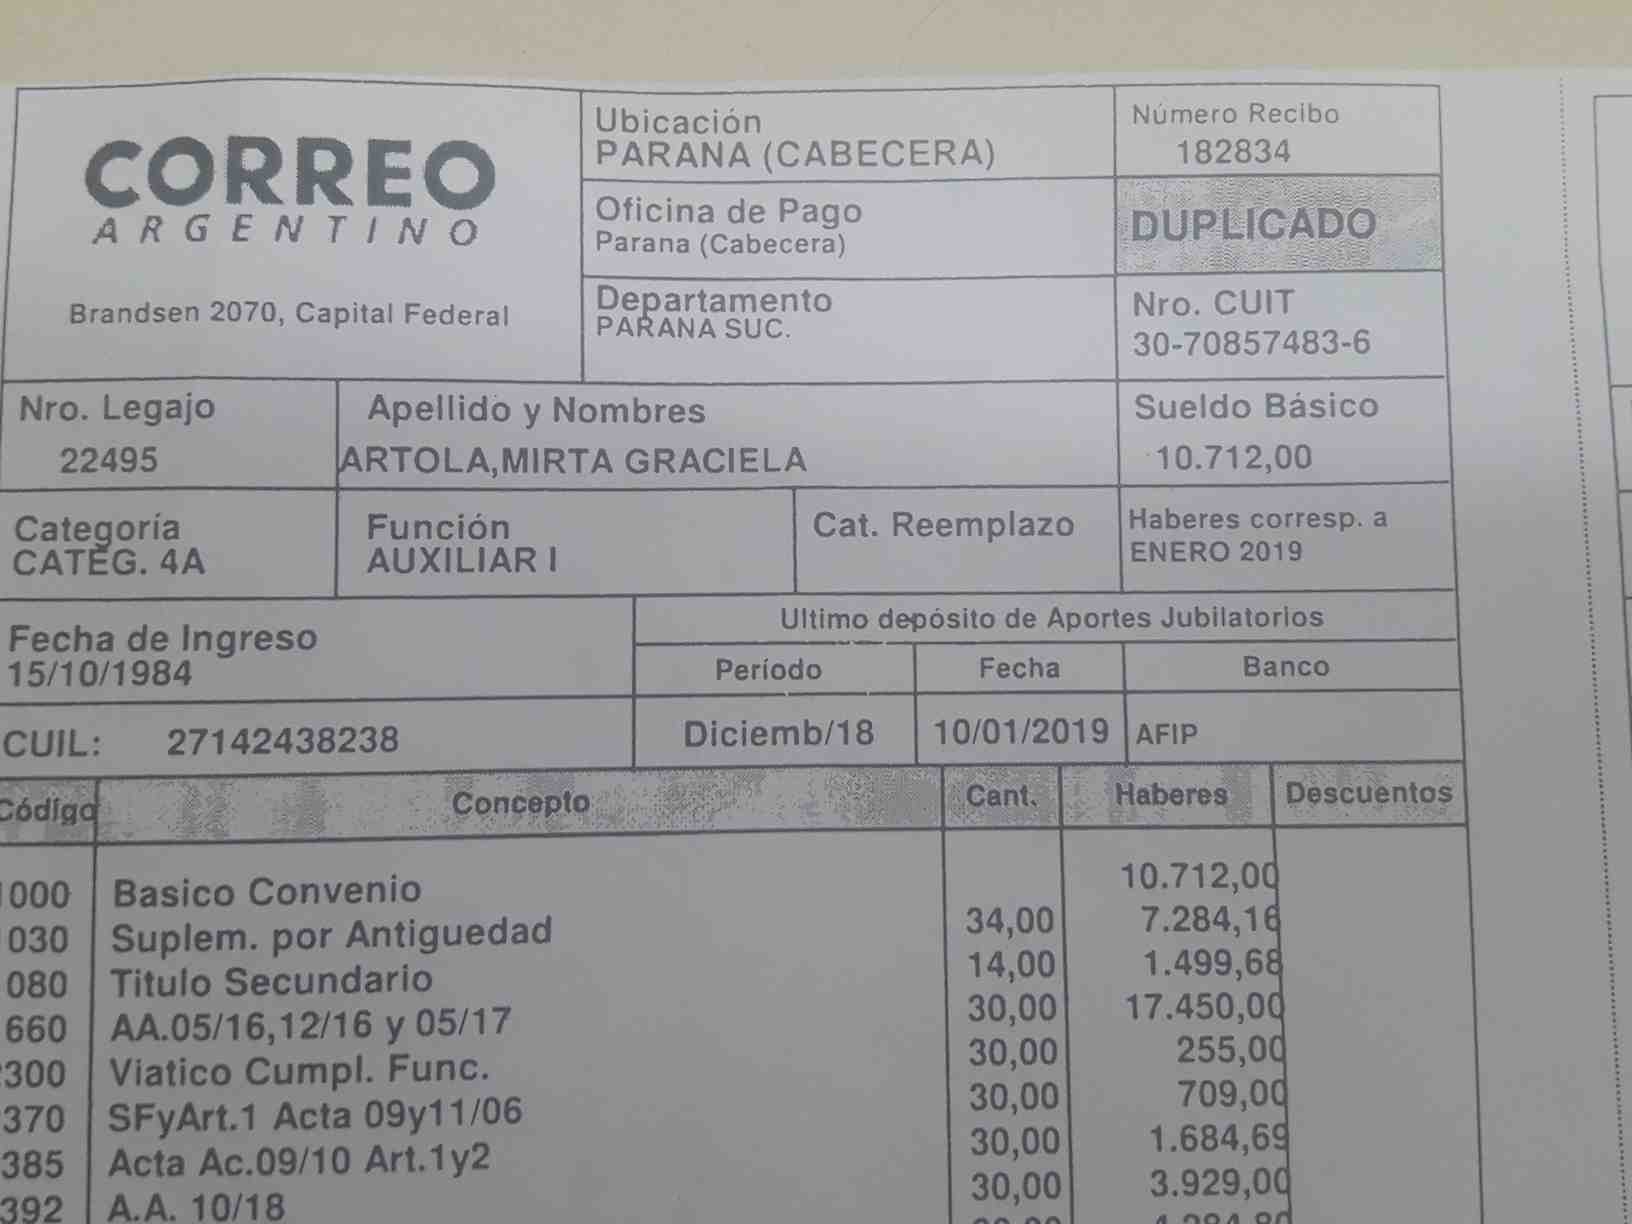 CORREO
ARGENTINO
Brandsen 2070, Capital Federal
Ubicación
PARANA (CABECERA)
Número Recibo
182834
Oficina de Pago
Parana (Cabecera)
DUPLICADO
Departamento
PARANA SUC.
Nro. CUIT
30-70857483-6
Nro. Legajo
22495
Apellido y Nombres
ARTOLA,MIRTA GRACIELA
Sueldo Básico
10.712,00
Categoría
CATEG. 4A
Función
AUXILIAR I
Cat. Reemplazo
Haberes corresp. a
ENERO 2019
Fecha de Ingreso
15/10/1984
Ultimo depósito de Aportes Jubilatorios
Período Fecha Banco
CUIL: 27142438238
Diciemb/18 10/01/2019 AFIP
Código Concepto Cant. Haberes Descuentos
000 Basico Convenio 10.712,00
030 Suplem. por Antiguedad 34,00 7.284,16
080 Titulo Secundario 14,00 1.499,68
660 AA.05/16,12/16 y 05/17 30,00 17.450,00
300 Viatico Cumpl. Func. 30,00 255,00
370 SFyArt.1 Acta 09y11/06 30,00 709,00
385 Acta Ac.09/10 Art.1y2 30,00 1.684,69
392 A.A. 10/18 30,00 3.929,00